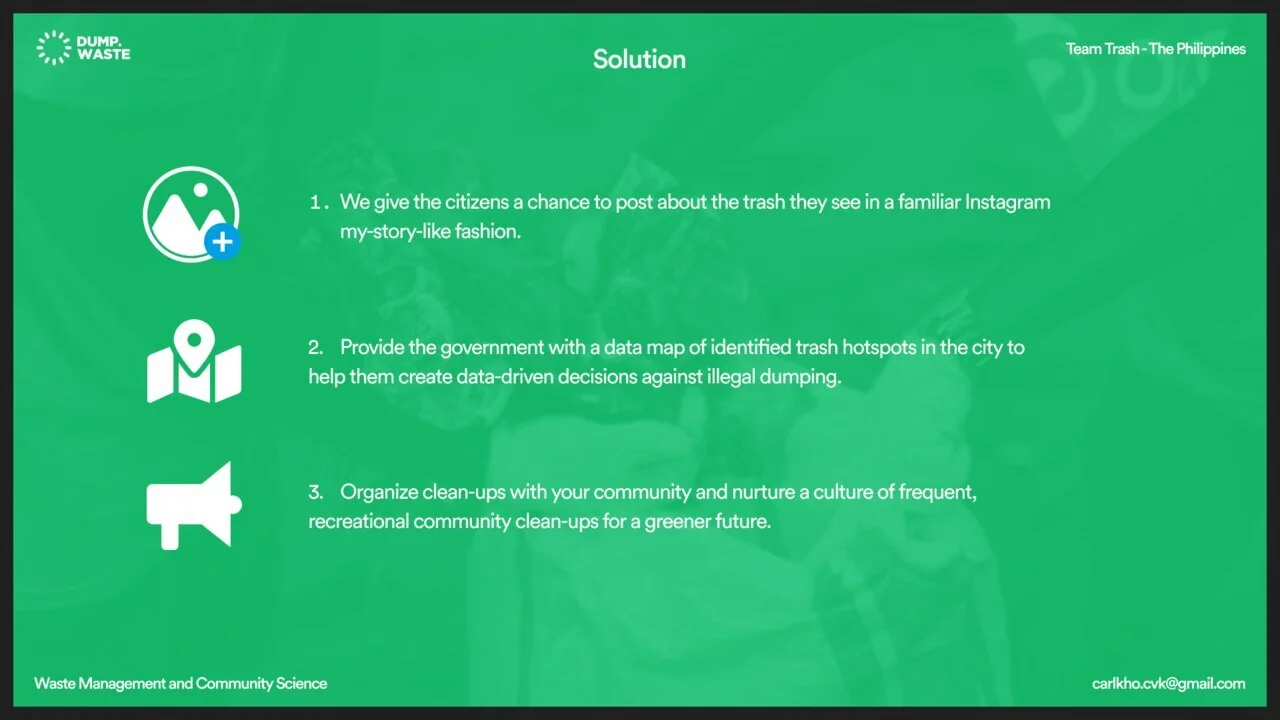 DUMP.
WASTE
Solution
Team Trash - The Philippines
1. We give the citizens a chance to post about the trash they see in a familiar Instagram
my-story-like fashion.
2. Provide the government with a data map of identified trash hotspots in the city to
help them create data-driven decisions against illegal dumping.
3. Organize clean-ups with your community and nurture a culture of frequent,
recreational community clean-ups for a greener future.
Waste Management and Community Science
carlkho.cvk@gmail.com